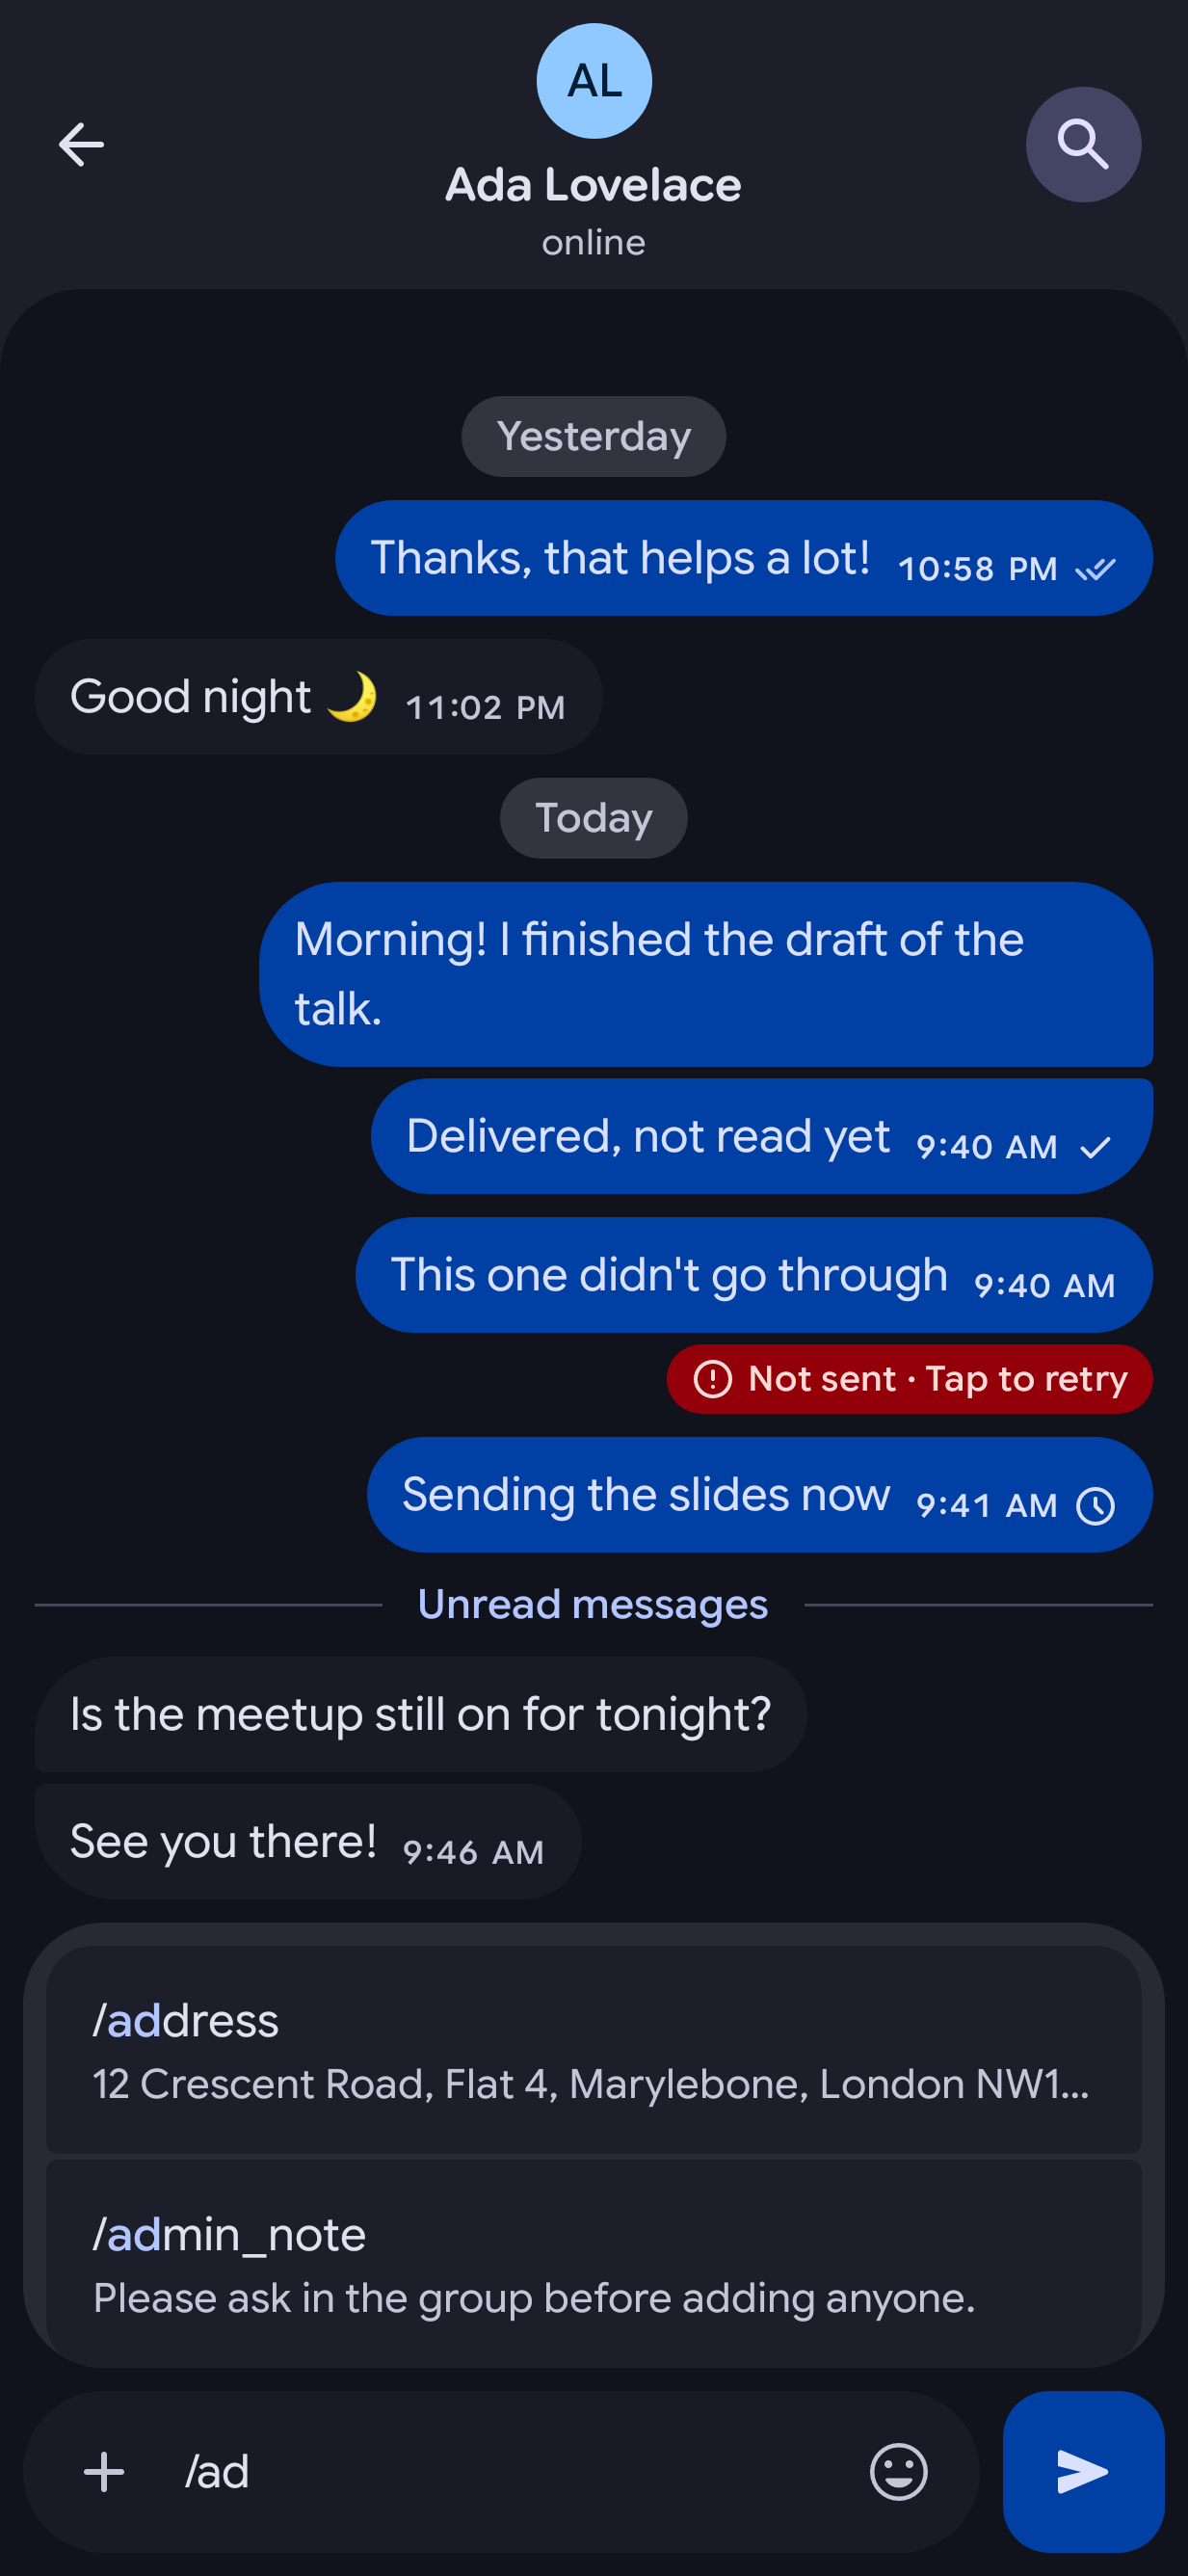 AL
Ada Lovelace
online
Yesterday
Thanks, that helps a lot! 10:58 PM
Good night 🌙 11:02 PM
Today
Morning! I finished the draft of the
talk.
Delivered, not read yet 9:40 AM
This one didn't go through 9:40 AM
Not sent · Tap to retry
Sending the slides now 9:41 AM
Unread messages
Is the meetup still on for tonight?
See you there! 9:46 AM
/address
12 Crescent Road, Flat 4, Marylebone, London NW1...
/admin_note
Please ask in the group before adding anyone.
/ad